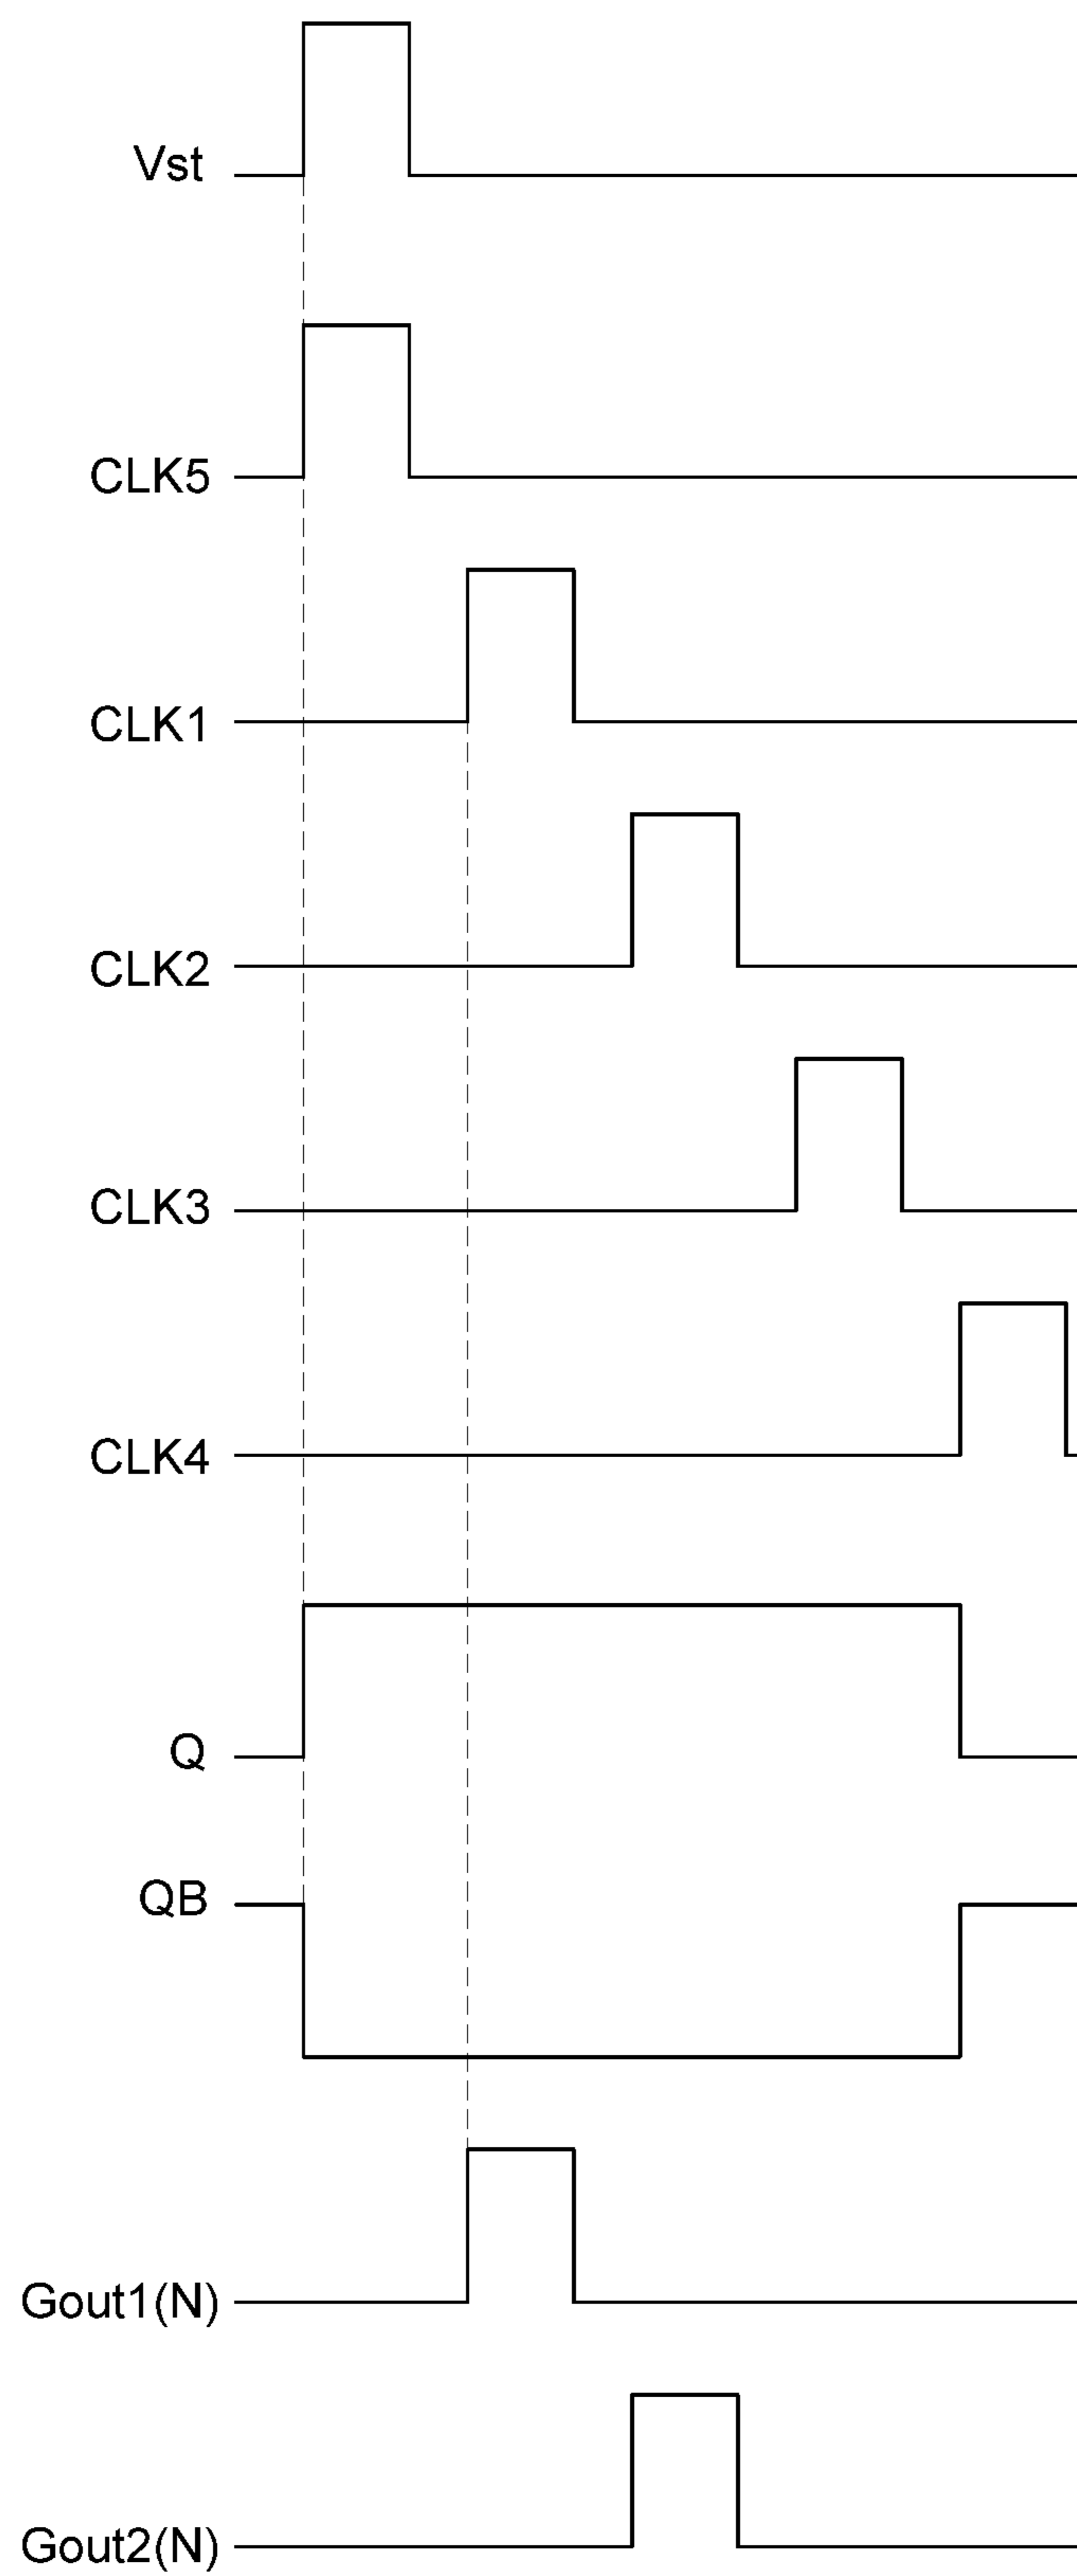 Vst
CLK5
CLK1
CLK2
CLK3
CLK4
Q
QB
Gout1(N)
Gout2(N)